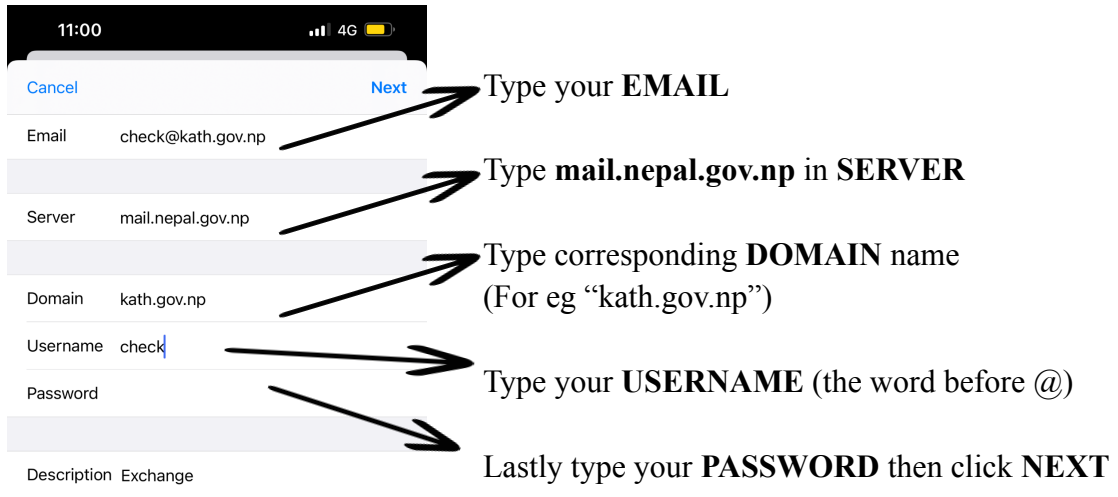 11:00 4G
Cancel Next
Email check@kath.gov.np
Server mail.nepal.gov.np
Domain kath.gov.np
Username check
Password
Description Exchange
Type your EMAIL
Type mail.nepal.gov.np in SERVER
Type corresponding DOMAIN name
(For eg “kath.gov.np”)
Type your USERNAME (the word before @)
Lastly type your PASSWORD then click NEXT